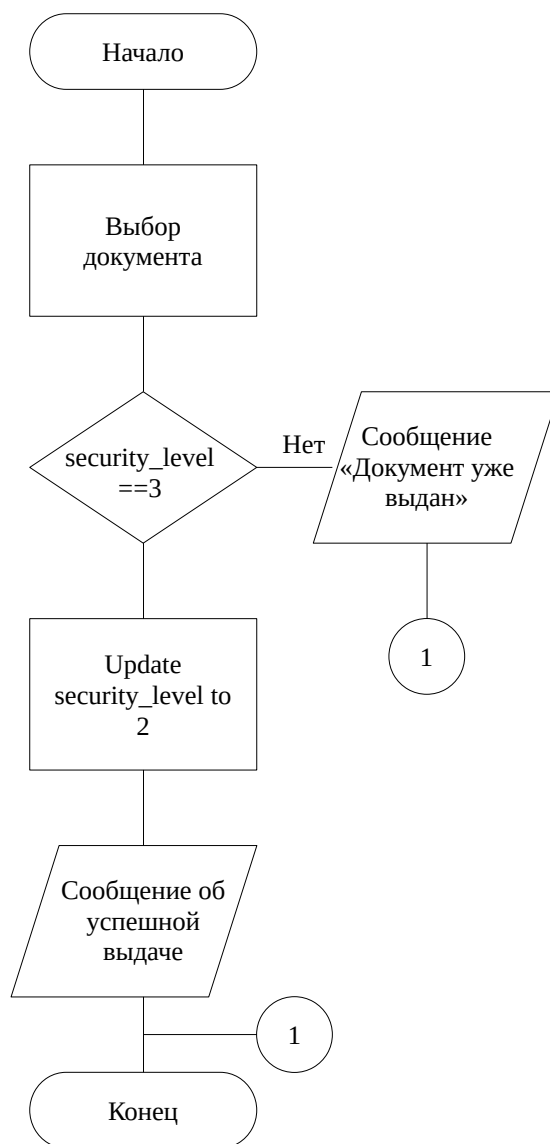 Начало
Выбор
документа
security_level
==3
Нет
Сообщение
«Документ уже
выдан»
1
Update
security_level to
2
Сообщение об
успешной
выдаче
1
Конец